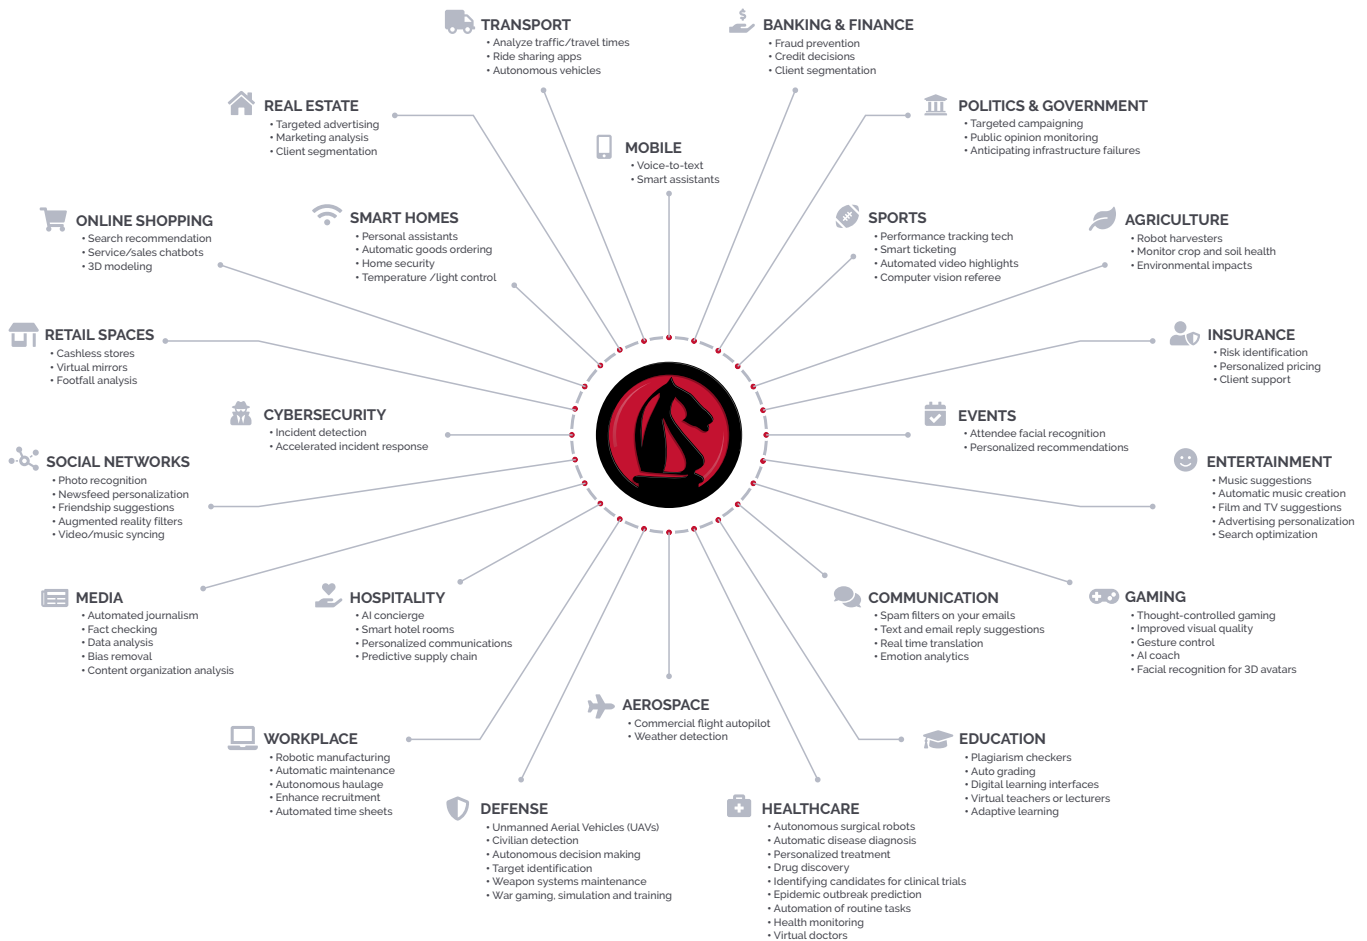 TRANSPORT
• Analyze traffic/travel times
• Ride sharing apps
• Autonomous vehicles
BANKING & FINANCE
• Fraud prevention
• Credit decisions
• Client segmentation
REAL ESTATE
• Targeted advertising
• Marketing analysis
• Client segmentation
MOBILE
• Voice-to-text
• Smart assistants
POLITICS & GOVERNMENT
• Targeted campaigning
• Public opinion monitoring
• Anticipating infrastructure failures
ONLINE SHOPPING
• Search recommendation
• Service/sales chatbots
• 3D modeling
SMART HOMES
• Personal assistants
• Automatic goods ordering
• Home security
• Temperature /light control
SPORTS
• Performance tracking tech
• Smart ticketing
• Automated video highlights
• Computer vision referee
AGRICULTURE
• Robot harvesters
• Monitor crop and soil health
• Environmental impacts
RETAIL SPACES
• Cashless stores
• Virtual mirrors
• Footfall analysis
INSURANCE
• Risk identification
• Personalized pricing
• Client support
CYBERSECURITY
• Incident detection
• Accelerated incident response
EVENTS
• Attendee facial recognition
• Personalized recommendations
SOCIAL NETWORKS
• Photo recognition
• Newsfeed personalization
• Friendship suggestions
• Augmented reality filters
• Video/music syncing
ENTERTAINMENT
• Music suggestions
• Automatic music creation
• Film and TV suggestions
• Advertising personalization
• Search optimization
MEDIA
• Automated journalism
• Fact checking
• Data analysis
• Bias removal
• Content organization analysis
HOSPITALITY
• AI concierge
• Smart hotel rooms
• Personalized communications
• Predictive supply chain
COMMUNICATION
• Spam filters on your emails
• Text and email reply suggestions
• Real time translation
• Emotion analytics
GAMING
• Thought-controlled gaming
• Improved visual quality
• Gesture control
• AI coach
• Facial recognition for 3D avatars
AEROSPACE
• Commercial flight autopilot
• Weather detection
WORKPLACE
• Robotic manufacturing
• Automatic maintenance
• Autonomous haulage
• Enhance recruitment
• Automated time sheets
EDUCATION
• Plagiarism checkers
• Auto grading
• Digital learning interfaces
• Virtual teachers or lecturers
• Adaptive learning
DEFENSE
• Unmanned Aerial Vehicles (UAVs)
• Civilian detection
• Autonomous decision making
• Target identification
• Weapon systems maintenance
• War gaming, simulation and training
HEALTHCARE
• Autonomous surgical robots
• Automatic disease diagnosis
• Personalized treatment
• Drug discovery
• Identifying candidates for clinical trials
• Epidemic outbreak prediction
• Automation of routine tasks
• Health monitoring
• Virtual doctors